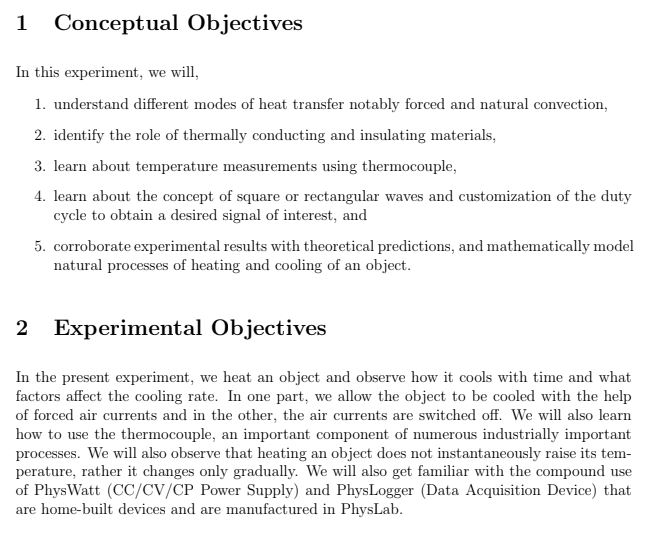 1 Conceptual Objectives
In this experiment, we will,
1. understand different modes of heat transfer notably forced and natural convection,
2. identify the role of thermally conducting and insulating materials,
3. learn about temperature measurements using thermocouple,
4. learn about the concept of square or rectangular waves and customization of the duty
cycle to obtain a desired signal of interest, and
5. corroborate experimental results with theoretical predictions, and mathematically model
natural processes of heating and cooling of an object.
2 Experimental Objectives
In the present experiment, we heat an object and observe how it cools with time and what
factors affect the cooling rate. In one part, we allow the object to be cooled with the help
of forced air currents and in the other, the air currents are switched off. We will also learn
how to use the thermocouple, an important component of numerous industrially important
processes. We will also observe that heating an object does not instantaneously raise its tem-
perature, rather it changes only gradually. We will also get familiar with the compound use
of PhysWatt (CC/CV/CP Power Supply) and PhysLogger (Data Acquisition Device) that
are home-built devices and are manufactured in PhysLab.